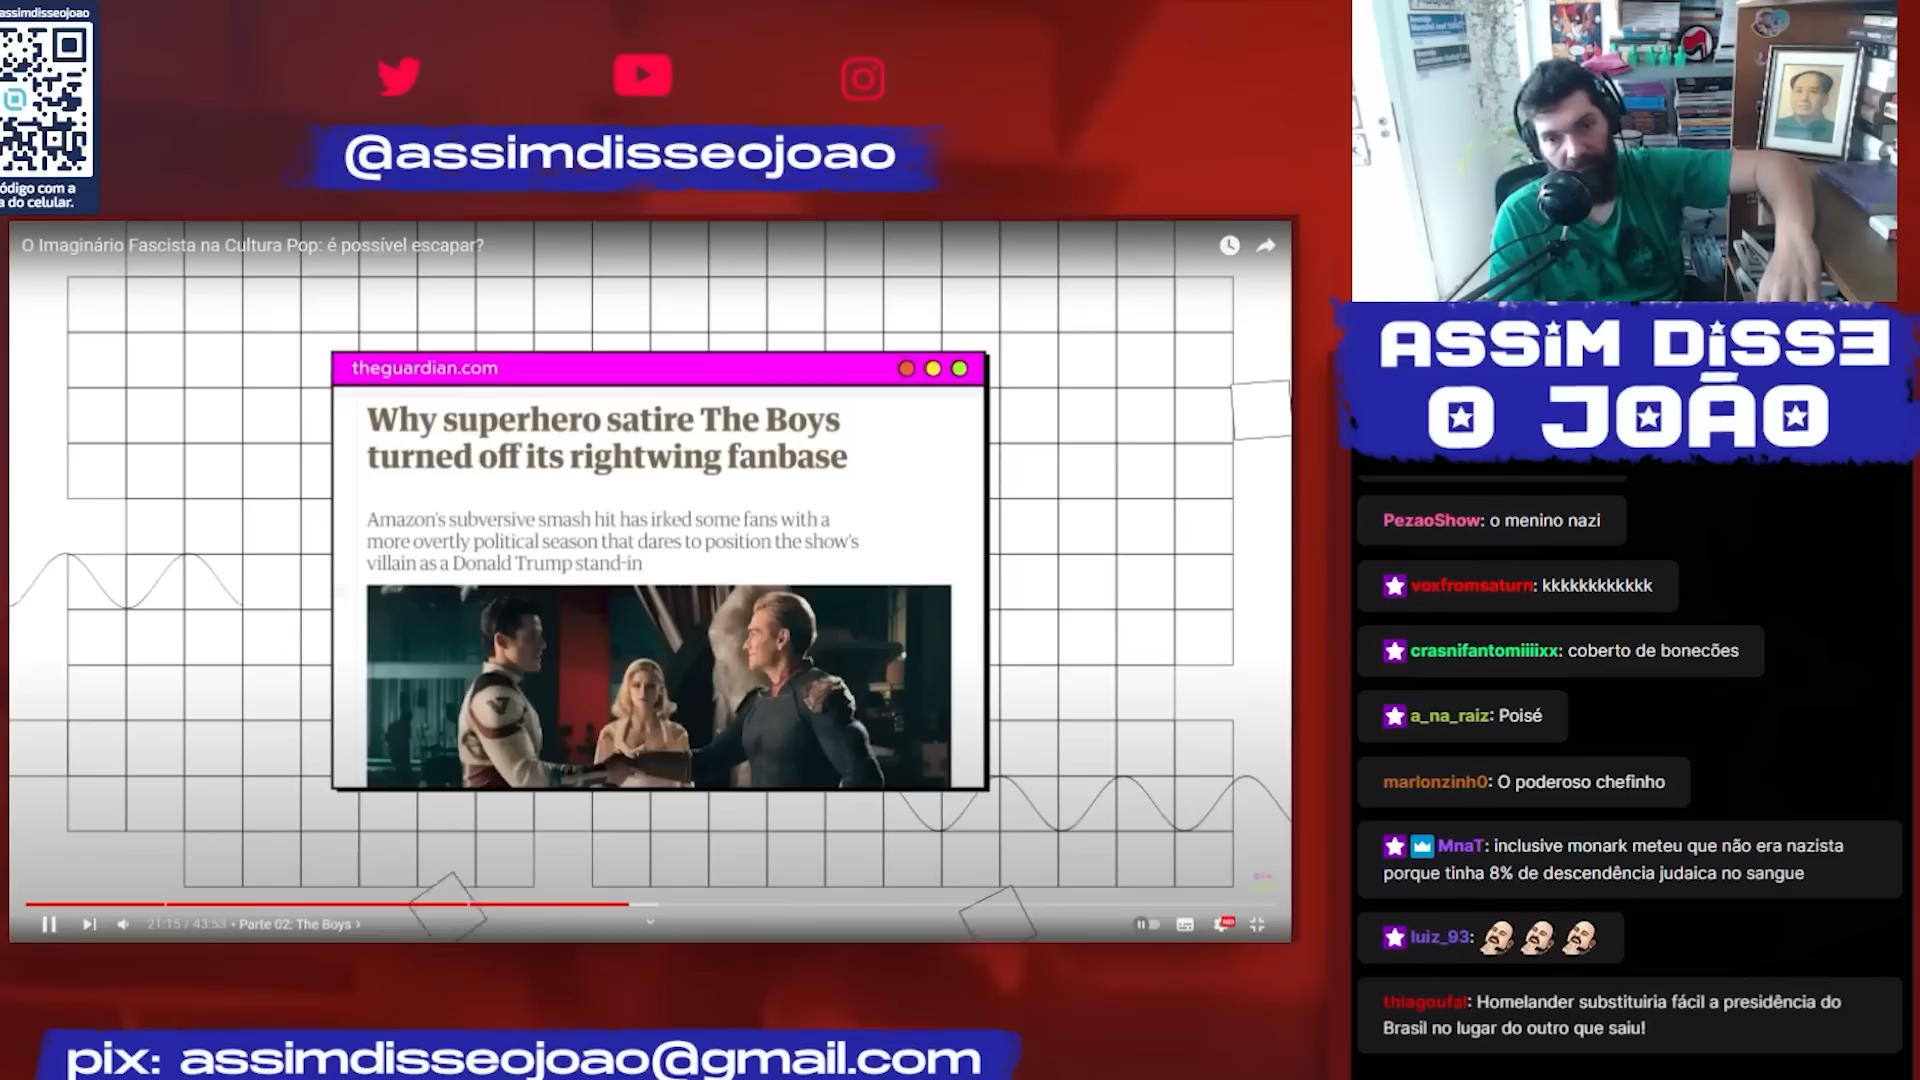 assimdisseojoao
ódigo com a
a do celular.
@assimdisseojoao
O Imaginário Fascista na Cultura Pop: é possível escapar?
theguardian.com
Why superhero satire The Boys
turned off its rightwing fanbase
Amazon's subversive smash hit has irked some fans with a
more overtly political season that dares to position the show's
villain as a Donald Trump stand-in
21:15 / 43:53 • Parte 02: The Boys ›
HD
pix: assimdisseojoao@gmail.com
ASSIM DISSE
O JOÃO
PezaoShow: o menino nazi
voxfromsaturn: kkkkkkkkkkkk
crasnifantomiiiixx: coberto de bonecões
a_na_raiz: Poisé
marlonzinh0: O poderoso chefinho
MnaT: inclusive monark meteu que não era nazista
porque tinha 8% de descendência judaica no sangue
luiz_93:
thiagoufal: Homelander substituiria fácil a presidência do
Brasil no lugar do outro que saiu!